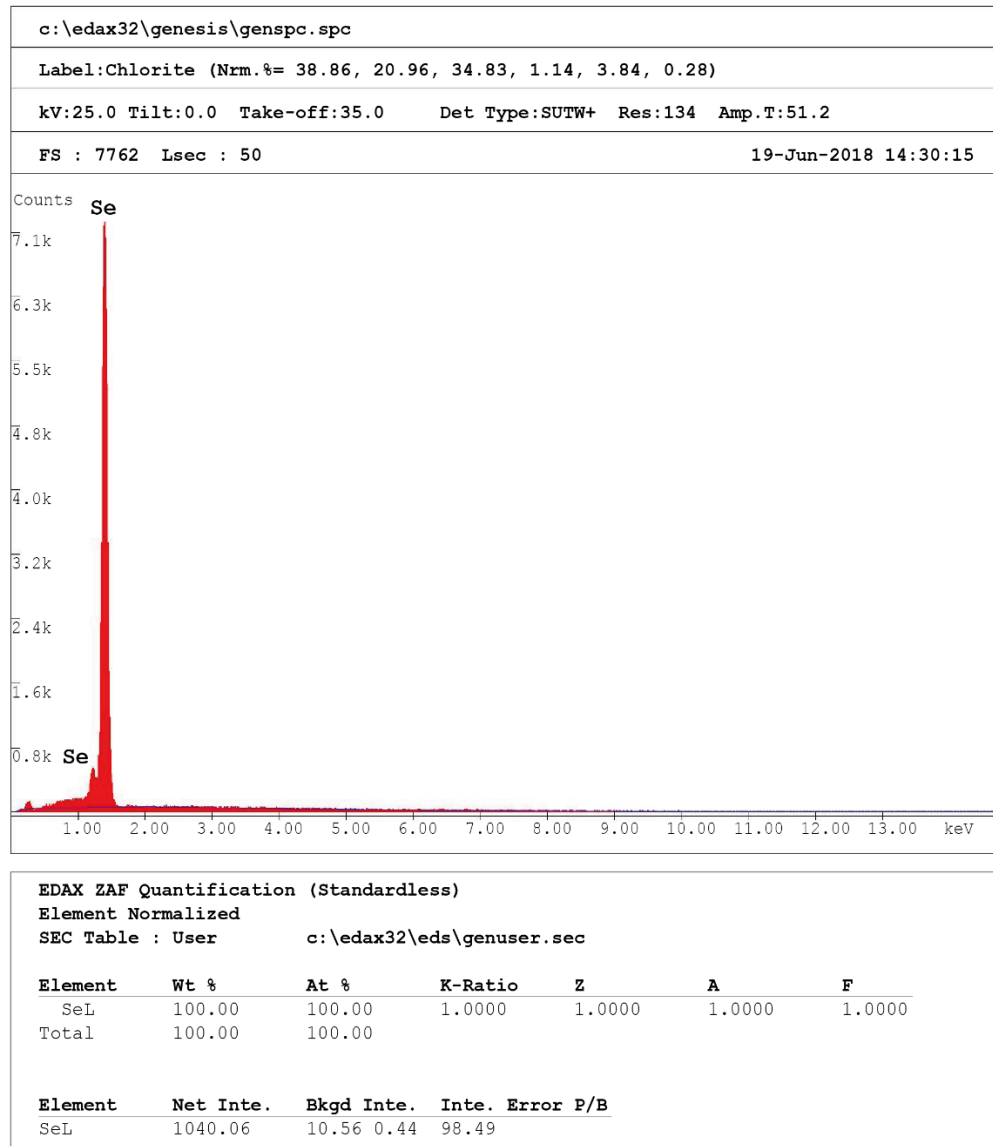 c:\edax32\genesis\genspc.spc
Label:Chlorite (Nrm.%= 38.86, 20.96, 34.83, 1.14, 3.84, 0.28)
kV:25.0 Tilt:0.0 Take-off:35.0 Det Type:SUTW+ Res:134 Amp.T:51.2
FS : 7762 Lsec : 50 19-Jun-2018 14:30:15
Counts
Se
7.1k
6.3k
5.5k
4.8k
4.0k
3.2k
2.4k
1.6k
0.8k Se
1.00 2.00 3.00 4.00 5.00 6.00 7.00 8.00 9.00 10.00 11.00 12.00 13.00 keV
EDAX ZAF Quantification (Standardless)
Element Normalized
SEC Table : User c:\edax32\eds\genuser.sec
Element Wt % At % K-Ratio Z A F
SeL 100.00 100.00 1.0000 1.0000 1.0000 1.0000
Total 100.00 100.00
Element Net Inte. Bkgd Inte. Inte. Error P/B
SeL 1040.06 10.56 0.44 98.49